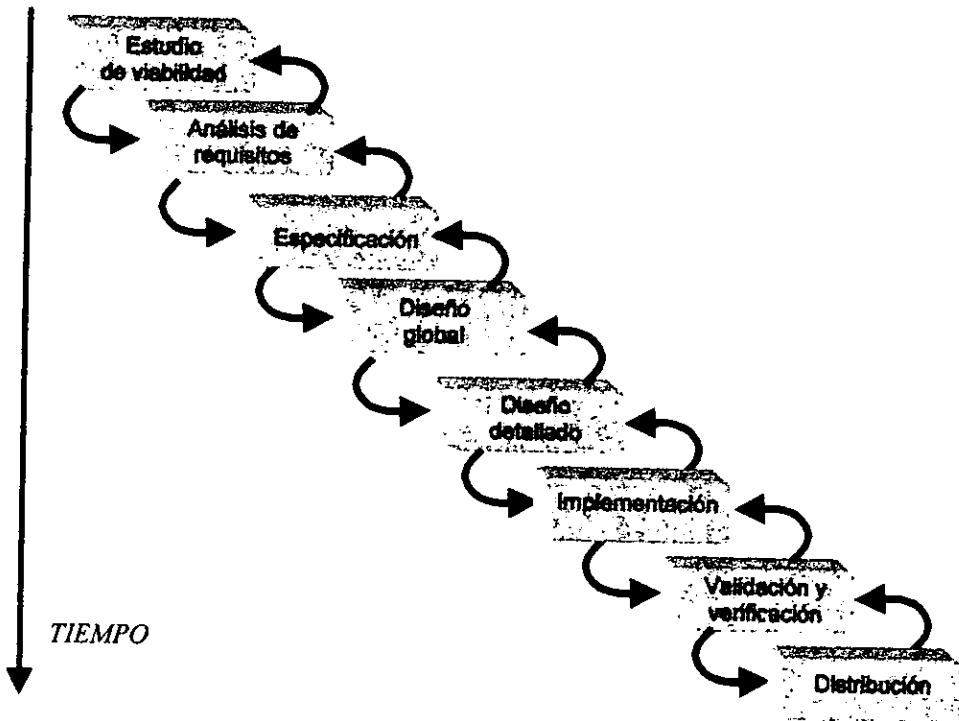 Estudio
de viabilidad
Análisis de
requisitos
Especificación
Diseño
global
Diseño
detallado
Implementación
Validación y
verificación
TIEMPO
Distribución